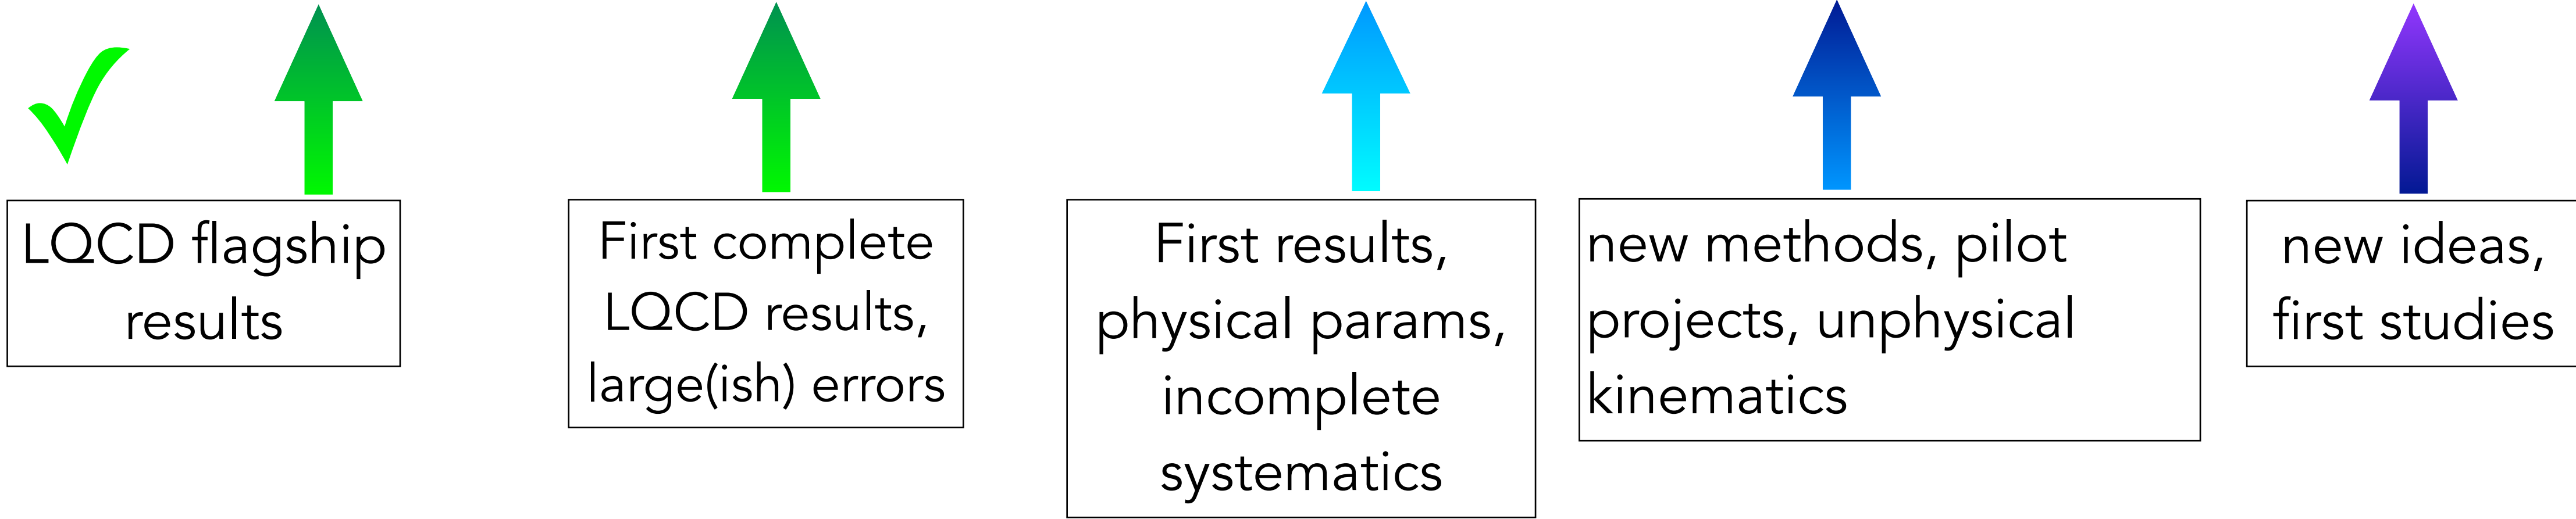 LQCD flagship
results
First complete
LQCD results,
large(ish) errors
First results,
physical params,
incomplete
systematics
new methods, pilot
projects, unphysical
kinematics
new ideas,
first studies